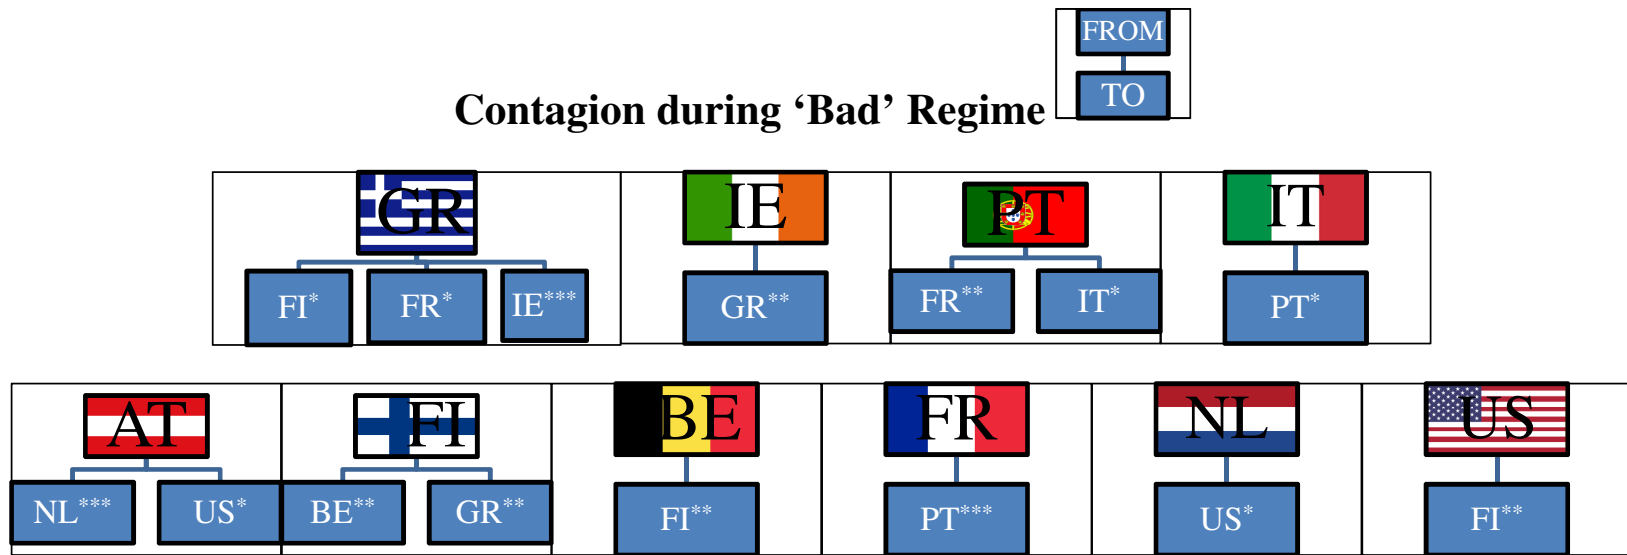 FROM
TO
Contagion during ‘Bad’ Regime
GR
IE
PT
IT
FI*
FR*
IE***
GR**
FR**
IT*
PT*
AT
FI
BE
FR
NL
US
NL***
US*
BE**
GR**
FI**
PT***
US*
FI**